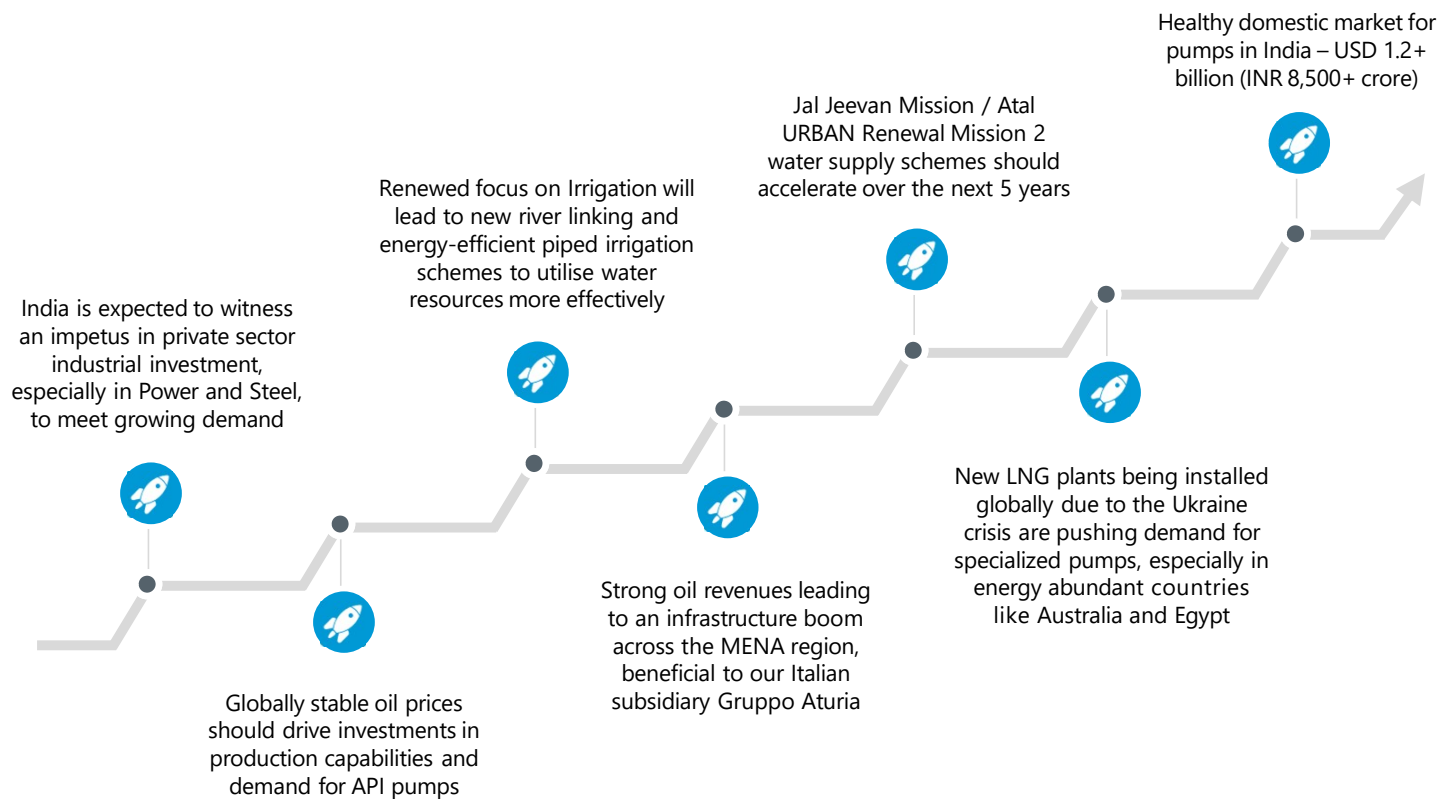 India is expected to witness
an impetus in private sector
industrial investment,
especially in Power and Steel,
to meet growing demand
Globally stable oil prices
should drive investments in
production capabilities and
demand for API pumps
Renewed focus on Irrigation will
lead to new river linking and
energy-efficient piped irrigation
schemes to utilise water
resources more effectively
Strong oil revenues leading
to an infrastructure boom
across the MENA region,
beneficial to our Italian
subsidiary Gruppo Aturia
Jal Jeevan Mission / Atal
URBAN Renewal Mission 2
water supply schemes should
accelerate over the next 5 years
New LNG plants being installed
globally due to the Ukraine
crisis are pushing demand for
specialized pumps, especially in
energy abundant countries
like Australia and Egypt
Healthy domestic market for
pumps in India – USD 1.2+
billion (INR 8,500+ crore)